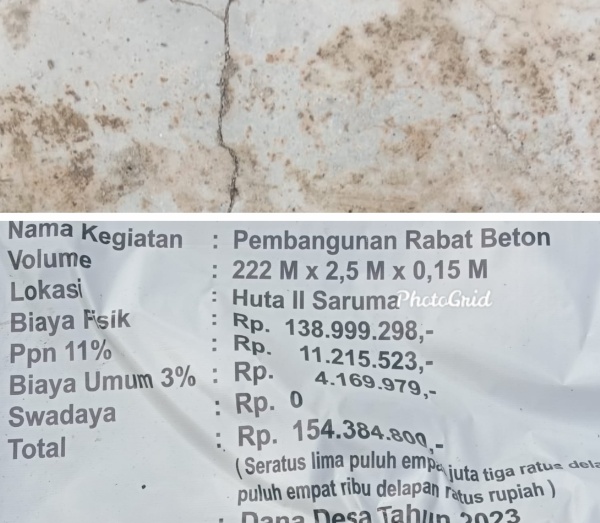 Nama Kegiatan : Pembangunan Rabat Beton
Volume : 222 M x 2,5 M x 0,15 M
Lokasi : Huta II Saruma
PhotoGrid
Biaya Fisik : Rp. 138.999.298,-
Ppn 11% : Rp. 11.215.523,-
Biaya Umum 3% : Rp. 4.169.979,-
Swadaya : Rp. 0
Total : Rp. 154.384.800,-
(Seratus lima puluh empa juta tiga ratus dela
puluh empat ribu delapan ratus rupiah )
: Dana Desa Tahun 2023